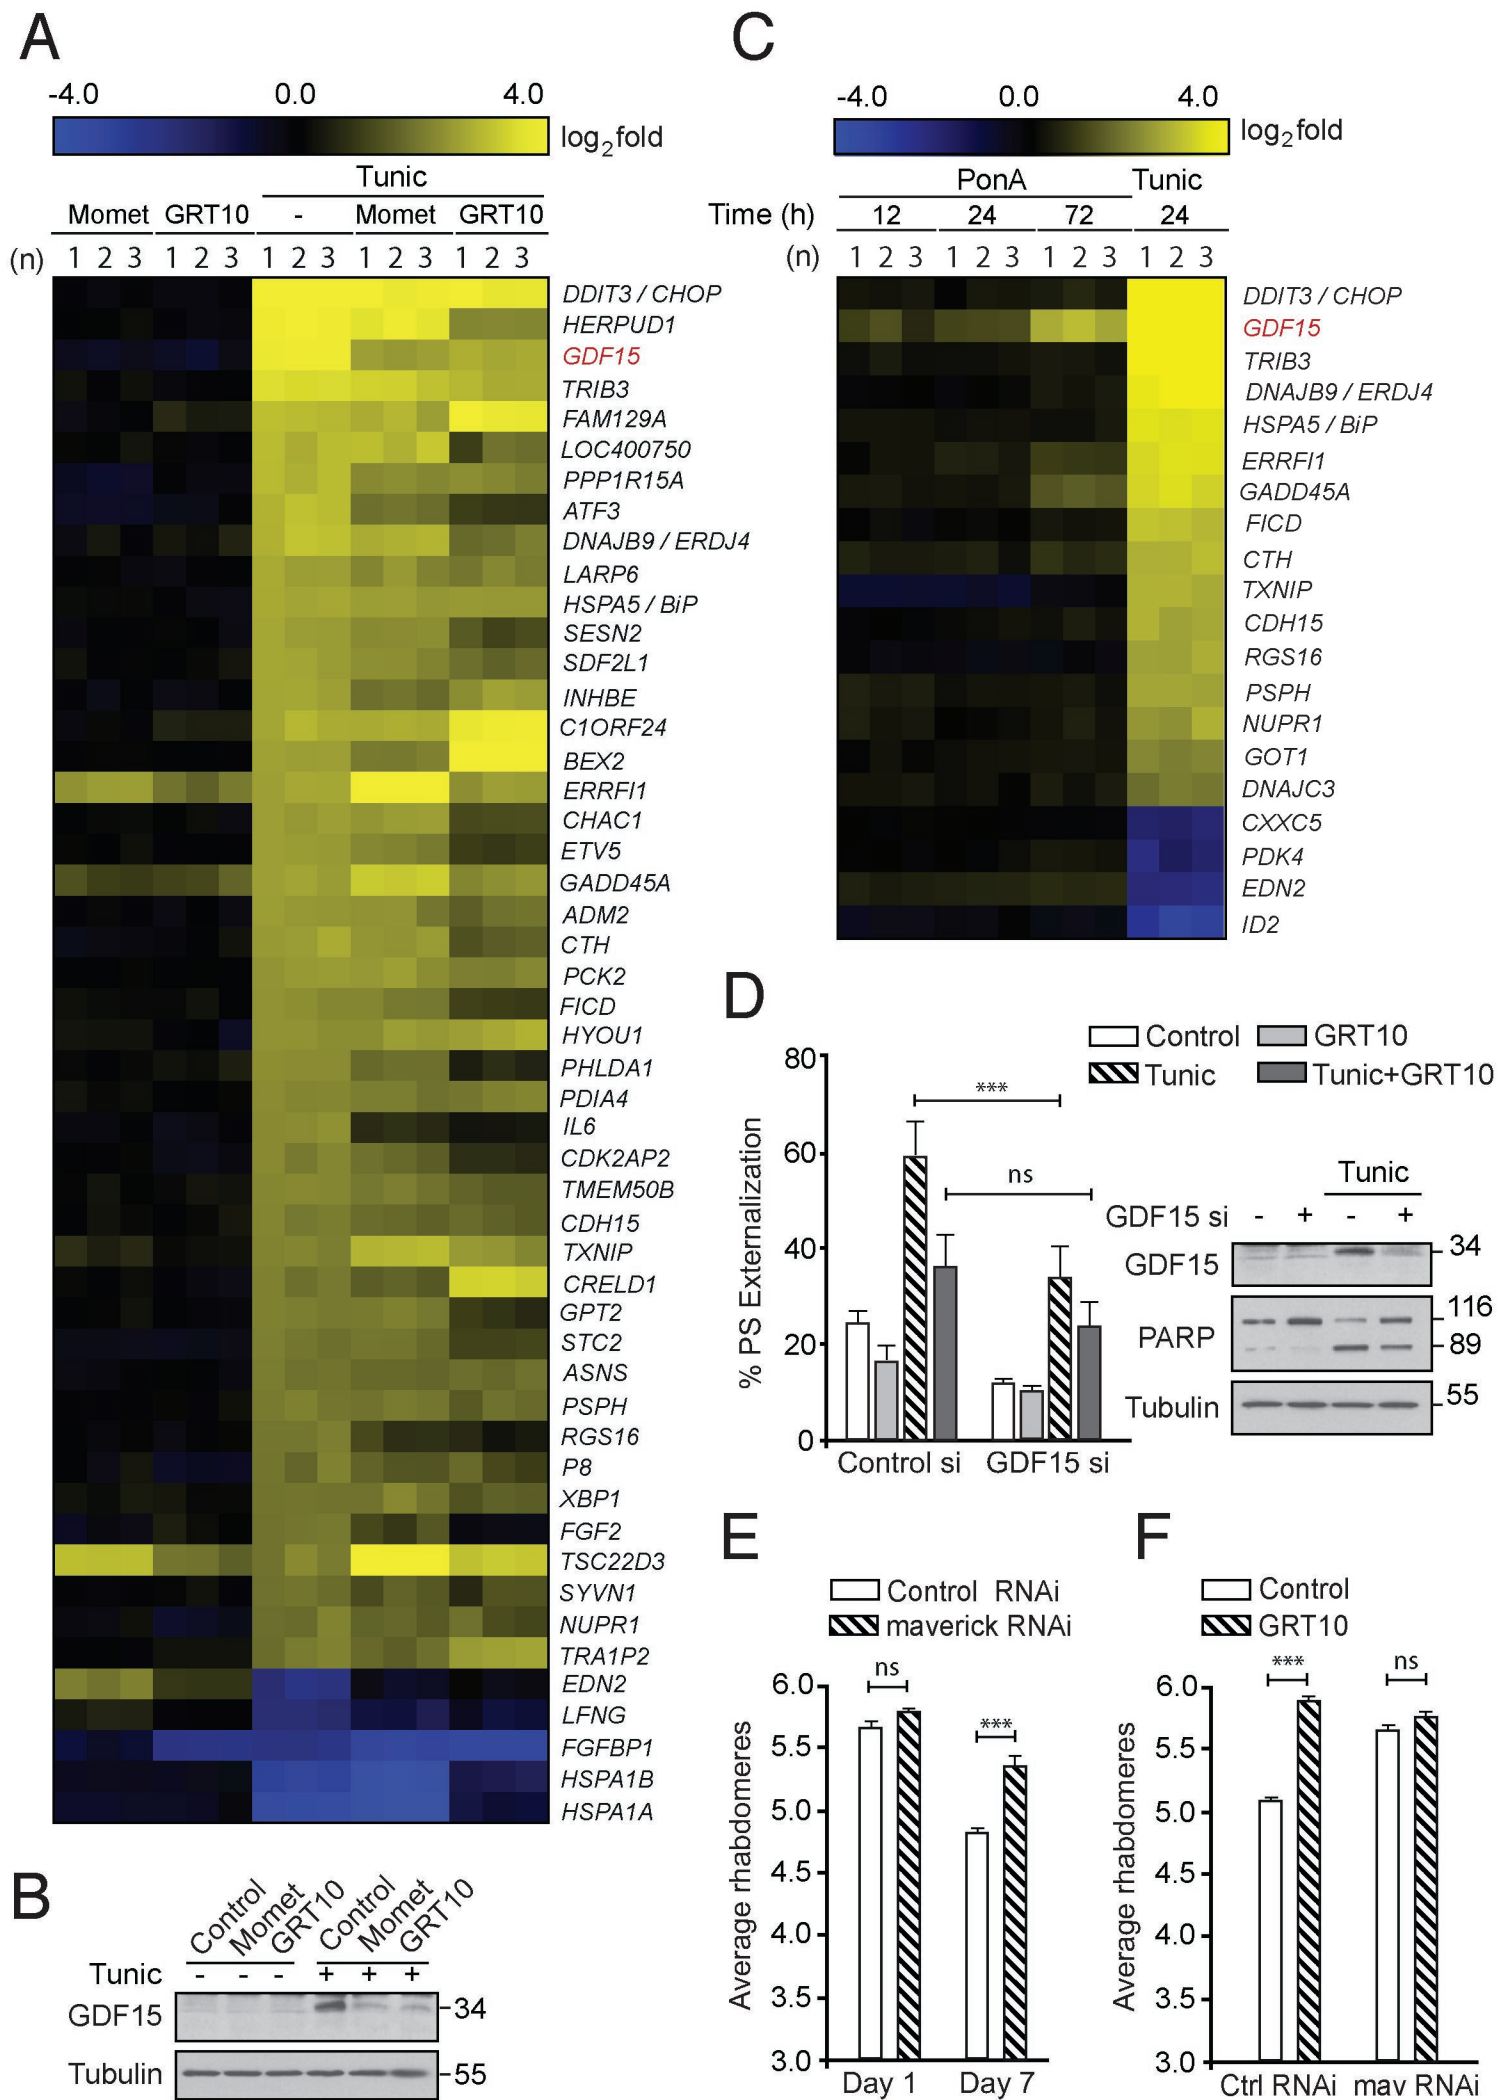 A
-4.0 0.0 4.0
log2fold
Tunic
Momet GRT10 - Momet GRT10
(n) 1 2 3 1 2 3 1 2 3 1 2 3 1 2 3
DDIT3 / CHOP
HERPUD1
GDF15
TRIB3
FAM129A
LOC400750
PPP1R15A
ATF3
DNAJB9 / ERDJ4
LARP6
HSPA5 / BiP
SESN2
SDF2L1
INHBE
C1ORF24
BEX2
ERRFI1
CHAC1
ETV5
GADD45A
ADM2
CTH
PCK2
FICD
HYOU1
PHLDA1
PDIA4
IL6
CDK2AP2
TMEM50B
CDH15
TXNIP
CRELD1
GPT2
STC2
ASNS
PSPH
RGS16
P8
XBP1
FGF2
TSC22D3
SYVN1
NUPR1
TRA1P2
EDN2
LFNG
FGFBP1
HSPA1B
HSPA1A
B
Control Momet GRT10 Control Momet GRT10
Tunic - - - + + +
GDF15 -34
Tubulin -55
C
-4.0 0.0 4.0
log2fold
PonA Tunic
Time (h) 12 24 72 24
(n) 1 2 3 1 2 3 1 2 3 1 2 3
DDIT3 / CHOP
GDF15
TRIB3
DNAJB9 / ERDJ4
HSPA5 / BiP
ERRFI1
GADD45A
FICD
CTH
TXNIP
CDH15
RGS16
PSPH
NUPR1
GOT1
DNAJC3
CXXC5
PDK4
EDN2
ID2
D
Control GRT10
Tunic Tunic+GRT10
% PS Externalization
80
60
40
20
0
***
ns
Control si GDF15 si
Tunic
GDF15 si - + - +
GDF15 34
PARP 116
89
Tubulin 55
E
Control RNAi
maverick RNAi
Average rhabdomeres
6.0
5.5
5.0
4.5
4.0
3.5
3.0
ns
***
Day 1 Day 7
F
Control
GRT10
Average rhabdomeres
6.0
5.5
5.0
4.5
4.0
3.5
3.0
***
ns
Ctrl RNAi mav RNAi